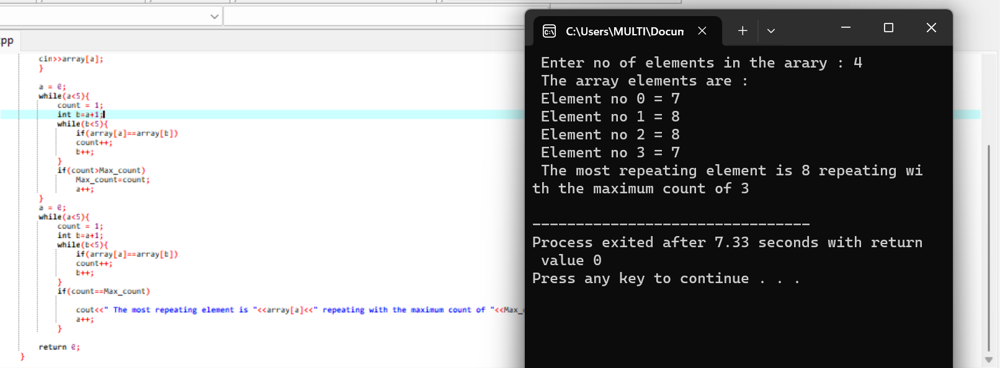 pp
cin>>array[a];
}
a = 0;
while(a<5){
count = 1;
int b=a+1;
while(b<5){
if(array[a]==array[b])
count++;
b++;
}
if(count>Max_count)
Max_count=count;
a++;
}
a = 0;
while(a<5){
count = 1;
int b=a+1;
while(b<5){
if(array[a]==array[b])
count++;
b++;
}
if(count==Max_count)
cout<<" The most repeating element is "<<array[a]<<" repeating with the maximum count of "<<Max_
a++;
}
return 0;
}
C:\Users\MULTI\Docum
Enter no of elements in the arary : 4
The array elements are :
Element no 0 = 7
Element no 1 = 8
Element no 2 = 8
Element no 3 = 7
The most repeating element is 8 repeating wi
th the maximum count of 3
--------------------------------
Process exited after 7.33 seconds with return
value 0
Press any key to continue . . .